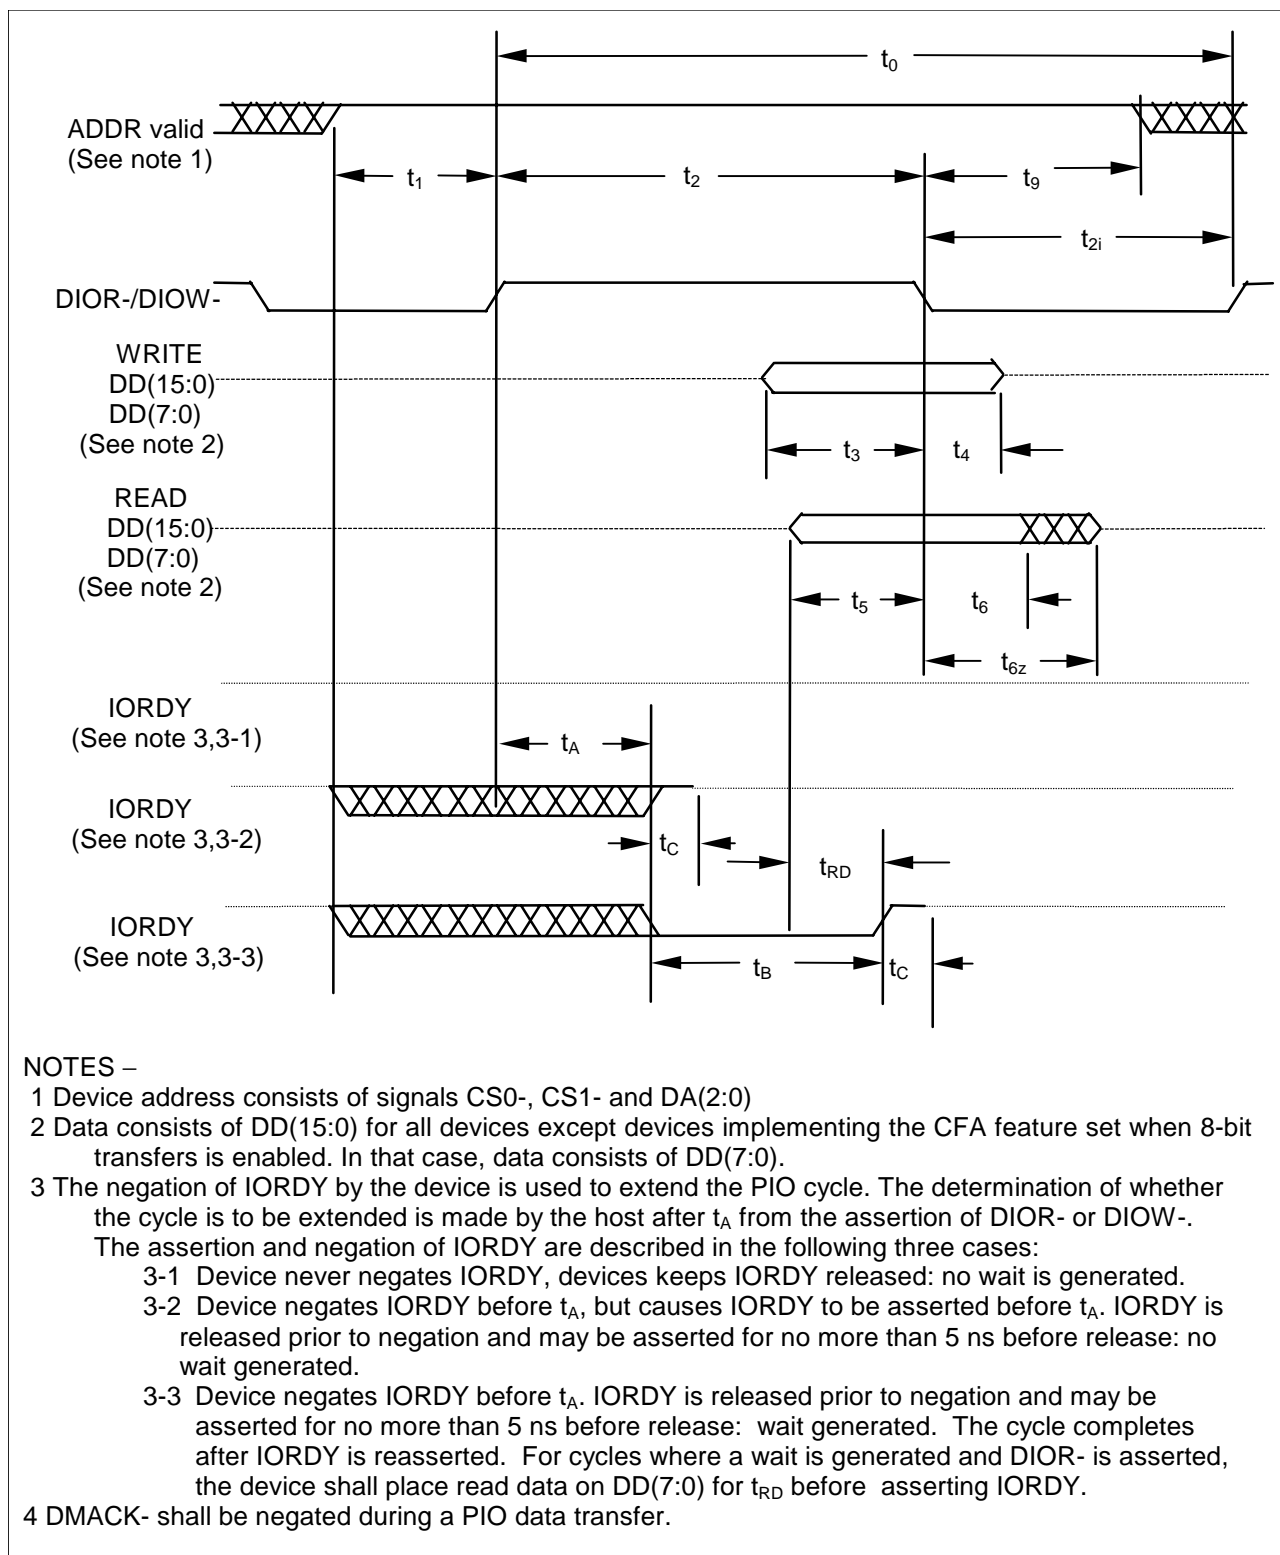 t0
ADDR valid
(See note 1)
t1
t2
t9
t2i
DIOR-/DIOW-
WRITE
DD(15:0)
DD(7:0)
(See note 2)
t3
t4
READ
DD(15:0)
DD(7:0)
(See note 2)
t5
t6
t6z
IORDY
(See note 3,3-1)
tA
IORDY
(See note 3,3-2)
tC
tRD
IORDY
(See note 3,3-3)
tB
tC
NOTES –
1 Device address consists of signals CS0-, CS1- and DA(2:0)
2 Data consists of DD(15:0) for all devices except devices implementing the CFA feature set when 8-bit
transfers is enabled. In that case, data consists of DD(7:0).
3 The negation of IORDY by the device is used to extend the PIO cycle. The determination of whether
the cycle is to be extended is made by the host after tA from the assertion of DIOR- or DIOW-.
The assertion and negation of IORDY are described in the following three cases:
3-1 Device never negates IORDY, devices keeps IORDY released: no wait is generated.
3-2 Device negates IORDY before tA, but causes IORDY to be asserted before tA. IORDY is
released prior to negation and may be asserted for no more than 5 ns before release: no
wait generated.
3-3 Device negates IORDY before tA. IORDY is released prior to negation and may be
asserted for no more than 5 ns before release: wait generated. The cycle completes
after IORDY is reasserted. For cycles where a wait is generated and DIOR- is asserted,
the device shall place read data on DD(7:0) for tRD before asserting IORDY.
4 DMACK- shall be negated during a PIO data transfer.